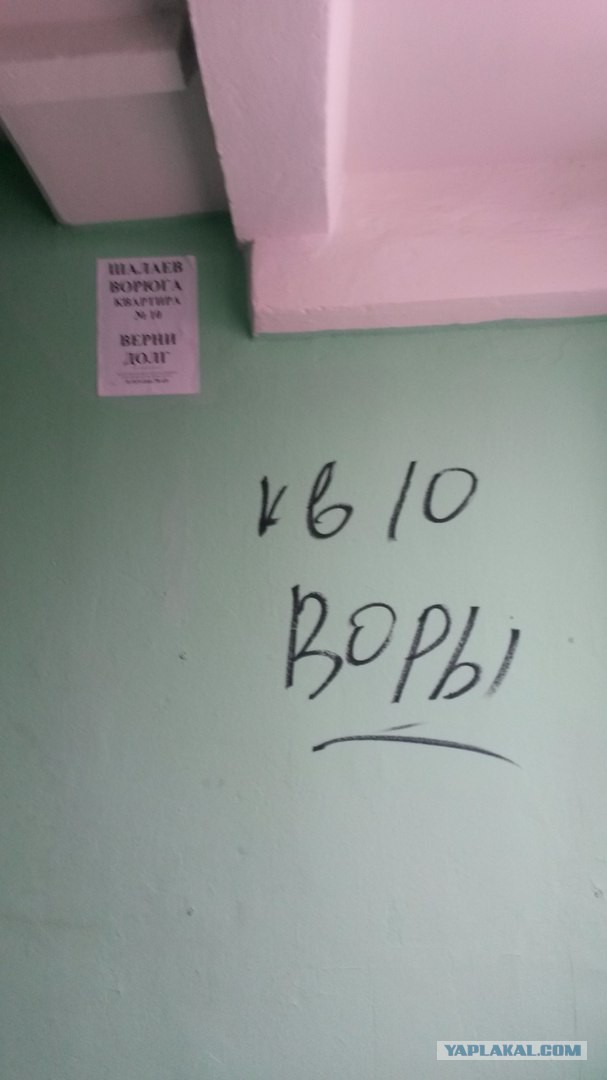 ШАЛАЕВ
ВОРЮГА
КВАРТИРА
№ 10
ВЕРНИ
ДОЛГ
кв 10
ВОРЫ
YAPLAKAL.COM